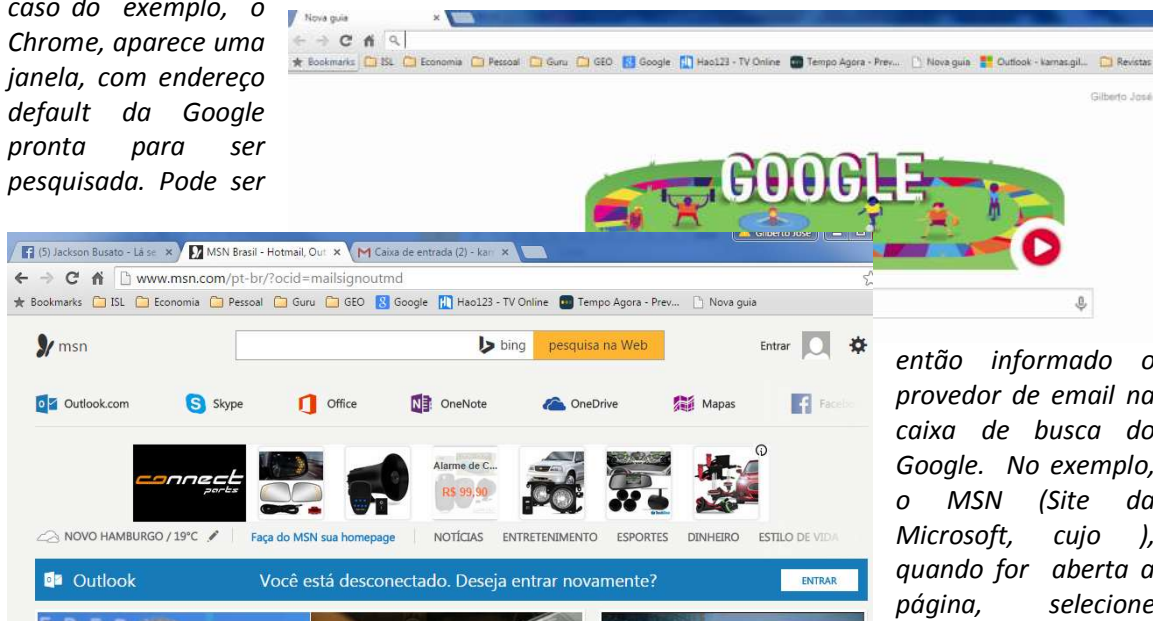 caso do exemplo, o
Chrome, aparece uma
janela, com endereço
default da Google
pronta para ser
pesquisada. Pode ser
Nova guia
Bookmarks ISL Economia Pessoal Guru GEO Google Hao123 - TV Online Tempo Agora - Prev... Nova guia Outlook - karnas.gil... Revistas
Gilberto José
GOOGLE
Gilberto José
(5) Jackson Busato - Lá se MSN Brasil - Hotmail, Out Caixa de entrada (2) - kar
www.msn.com/pt-br/?ocid=mailsignoutmd
Bookmarks ISL Economia Pessoal Guru GEO Google Hao123 - TV Online Tempo Agora - Prev... Nova guia
msn bing pesquisa na Web Entrar
Outlook.com Skype Office OneNote OneDrive Mapas Facebo
connect parts
Alarme de C...
R$ 99,90
NOVO HAMBURGO / 19°C Faça do MSN sua homepage NOTÍCIAS ENTRETENIMENTO ESPORTES DINHEIRO ESTILO DE VIDA
Outlook Você está desconectado. Deseja entrar novamente? ENTRAR
então informado o
provedor de email na
caixa de busca do
Google. No exemplo,
o MSN (Site da
Microsoft, cujo ),
quando for aberta a
página, selecione